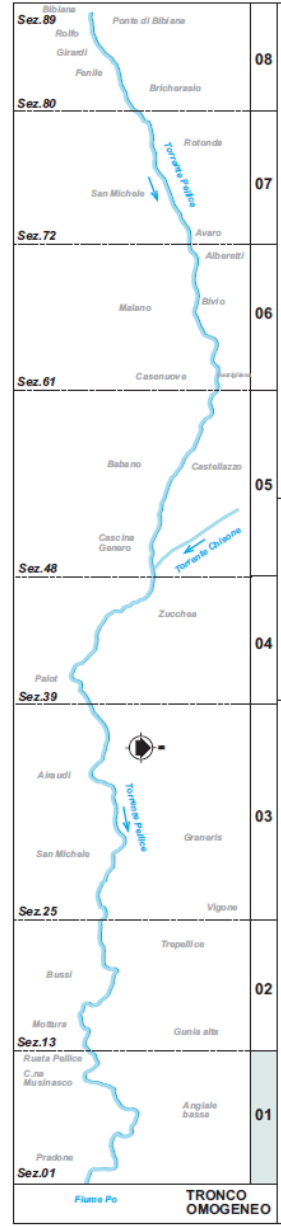 Bibiana
Sez.89
Ponte di Bibiana
Rolfo
Girardi
08
Fenile
Bricherasio
Sez.80
Rotonda
Torrente Pellice
07
San Michele
Avaro
Sez.72
Alberetti
Bivio
Malano
06
Casenuove
Sez.61
Babano
Castellazzo
05
Cascina
Genero
Torrente Chisone
Sez.48
Zucchea
04
Palot
Sez.39
Airaudi
Torrente Pellice
03
Graneris
San Michele
Vigone
Sez.25
Trepellice
Bussi
02
Mottura
Gunia alta
Sez.13
Ruata Pellice
C.na
Musinasco
Angiale
bassa
01
Pradone
Sez.01
Fiume Po
TRONCO
OMOGENEO